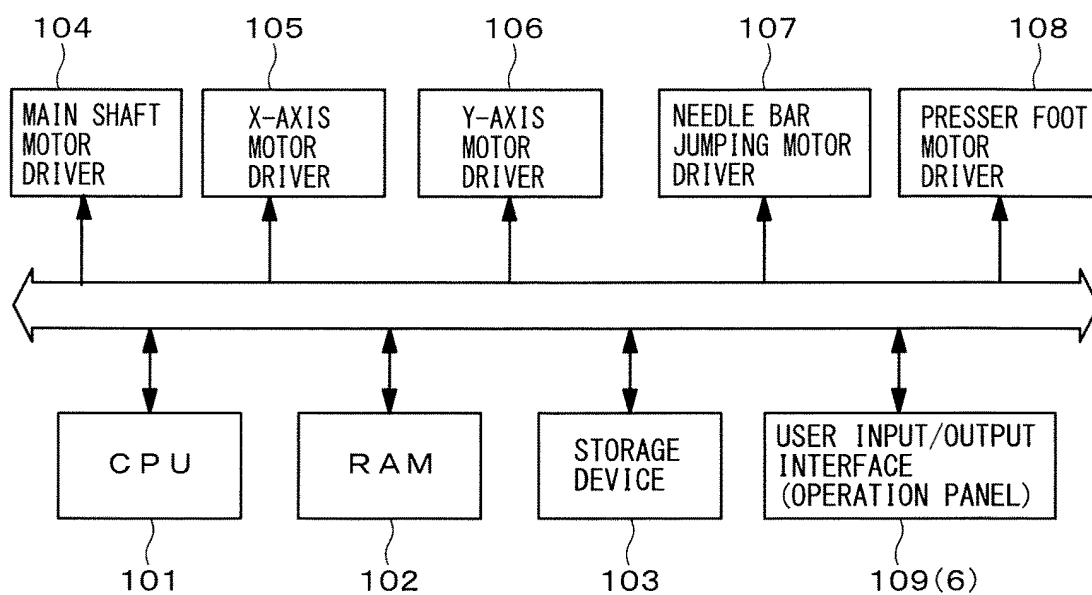 104
105
106
107
108
MAIN SHAFT
MOTOR
DRIVER
X-AXIS
MOTOR
DRIVER
Y-AXIS
MOTOR
DRIVER
NEEDLE BAR
JUMPING MOTOR
DRIVER
PRESSER FOOT
MOTOR
DRIVER
CPU
RAM
STORAGE
DEVICE
USER INPUT/OUTPUT
INTERFACE
(OPERATION PANEL)
101
102
103
109(6)